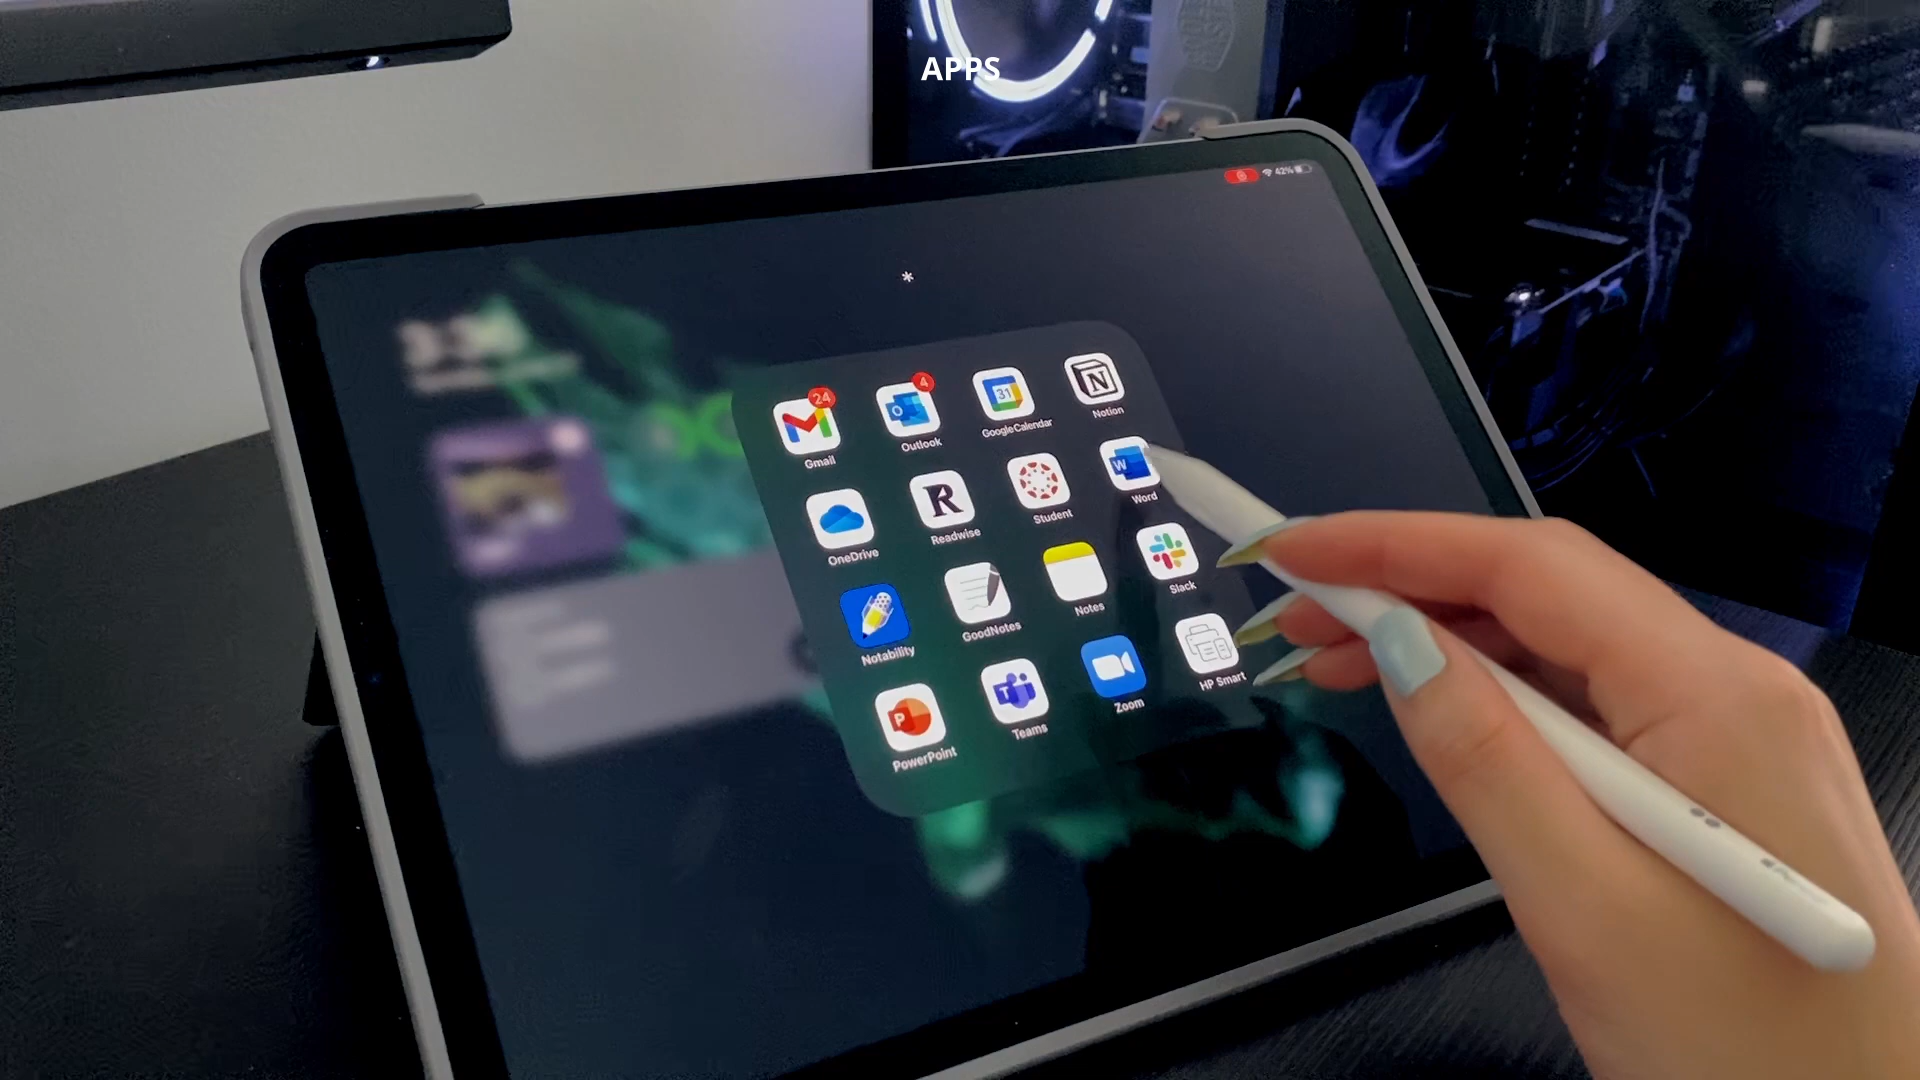 APPS
42%
*
24
4
31
Gmail
Outlook
Google Calendar
Notion
W
OneDrive
Readwise
Student
Word
Notability
GoodNotes
Notes
Slack
P
T
PowerPoint
Teams
Zoom
HP Smart